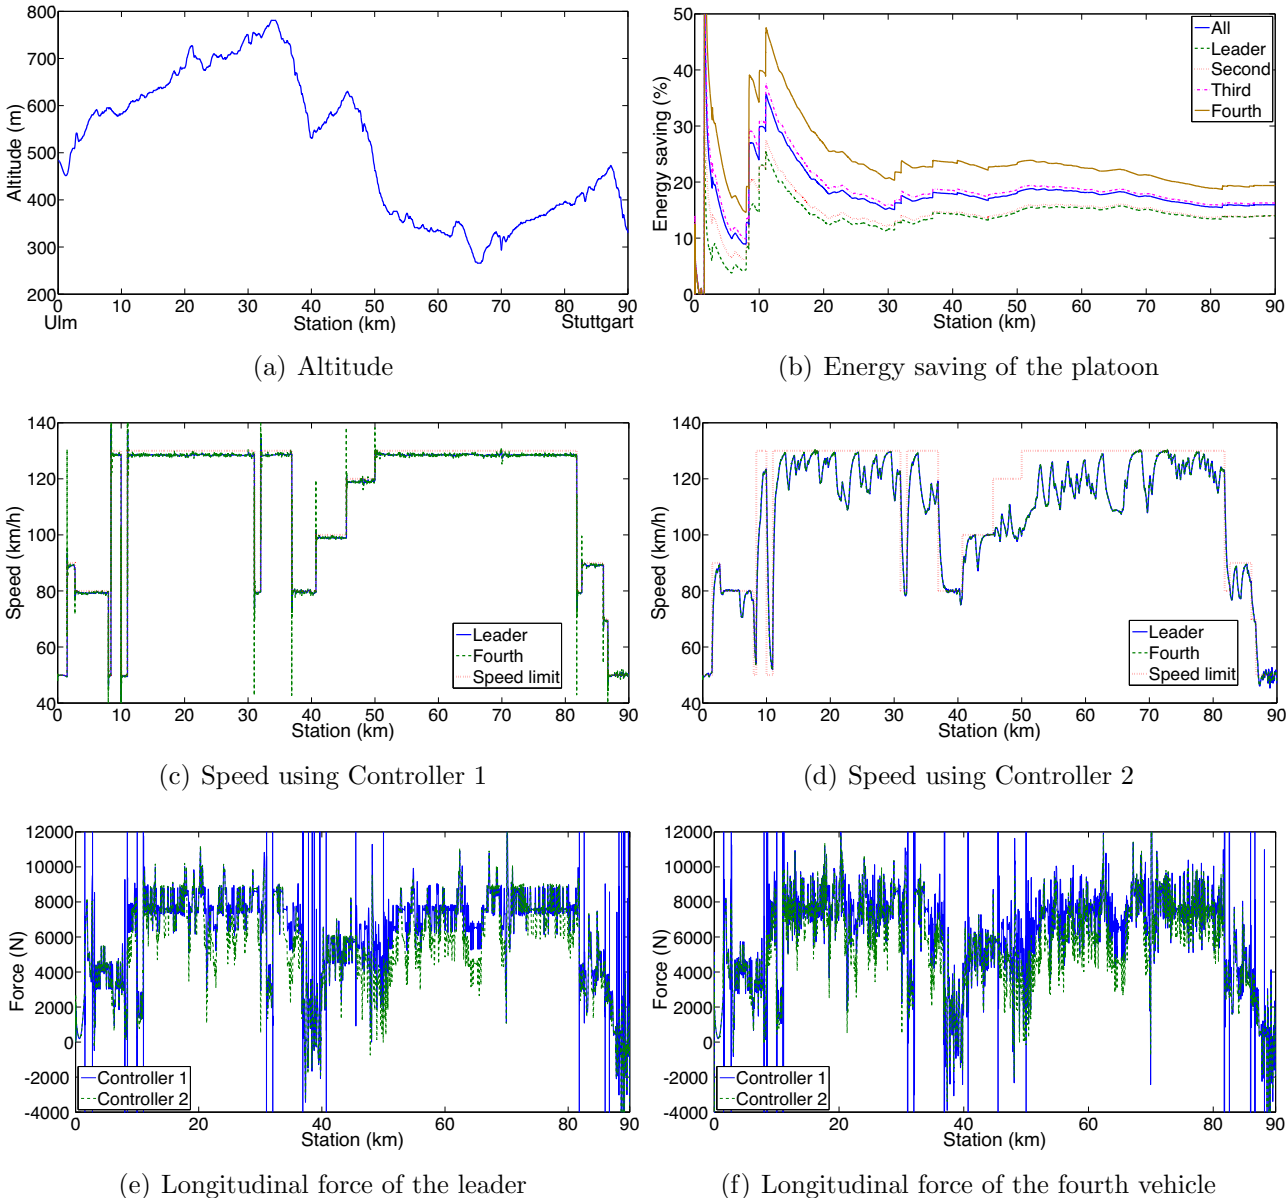 800
700
600
500
400
300
200
Altitude (m)
0 10 20 30 40 50 60 70 80 90
Ulm Station (km) Stuttgart
(a) Altitude
50
40
30
20
10
0
Energy saving (%)
All
Leader
Second
Third
Fourth
0 10 20 30 40 50 60 70 80 90
Station (km)
(b) Energy saving of the platoon
140
120
100
80
60
40
Speed (km/h)
Leader
Fourth
Speed limit
0 10 20 30 40 50 60 70 80 90
Station (km)
(c) Speed using Controller 1
140
120
100
80
60
40
Speed (km/h)
Leader
Fourth
Speed limit
0 10 20 30 40 50 60 70 80 90
Station (km)
(d) Speed using Controller 2
12000
10000
8000
6000
4000
2000
0
-2000
-4000
Force (N)
Controller 1
Controller 2
0 20 40 60 80 90
Station (km)
(e) Longitudinal force of the leader
12000
10000
8000
6000
4000
2000
0
-2000
-4000
Force (N)
Controller 1
Controller 2
0 20 40 60 80 90
Station (km)
(f) Longitudinal force of the fourth vehicle